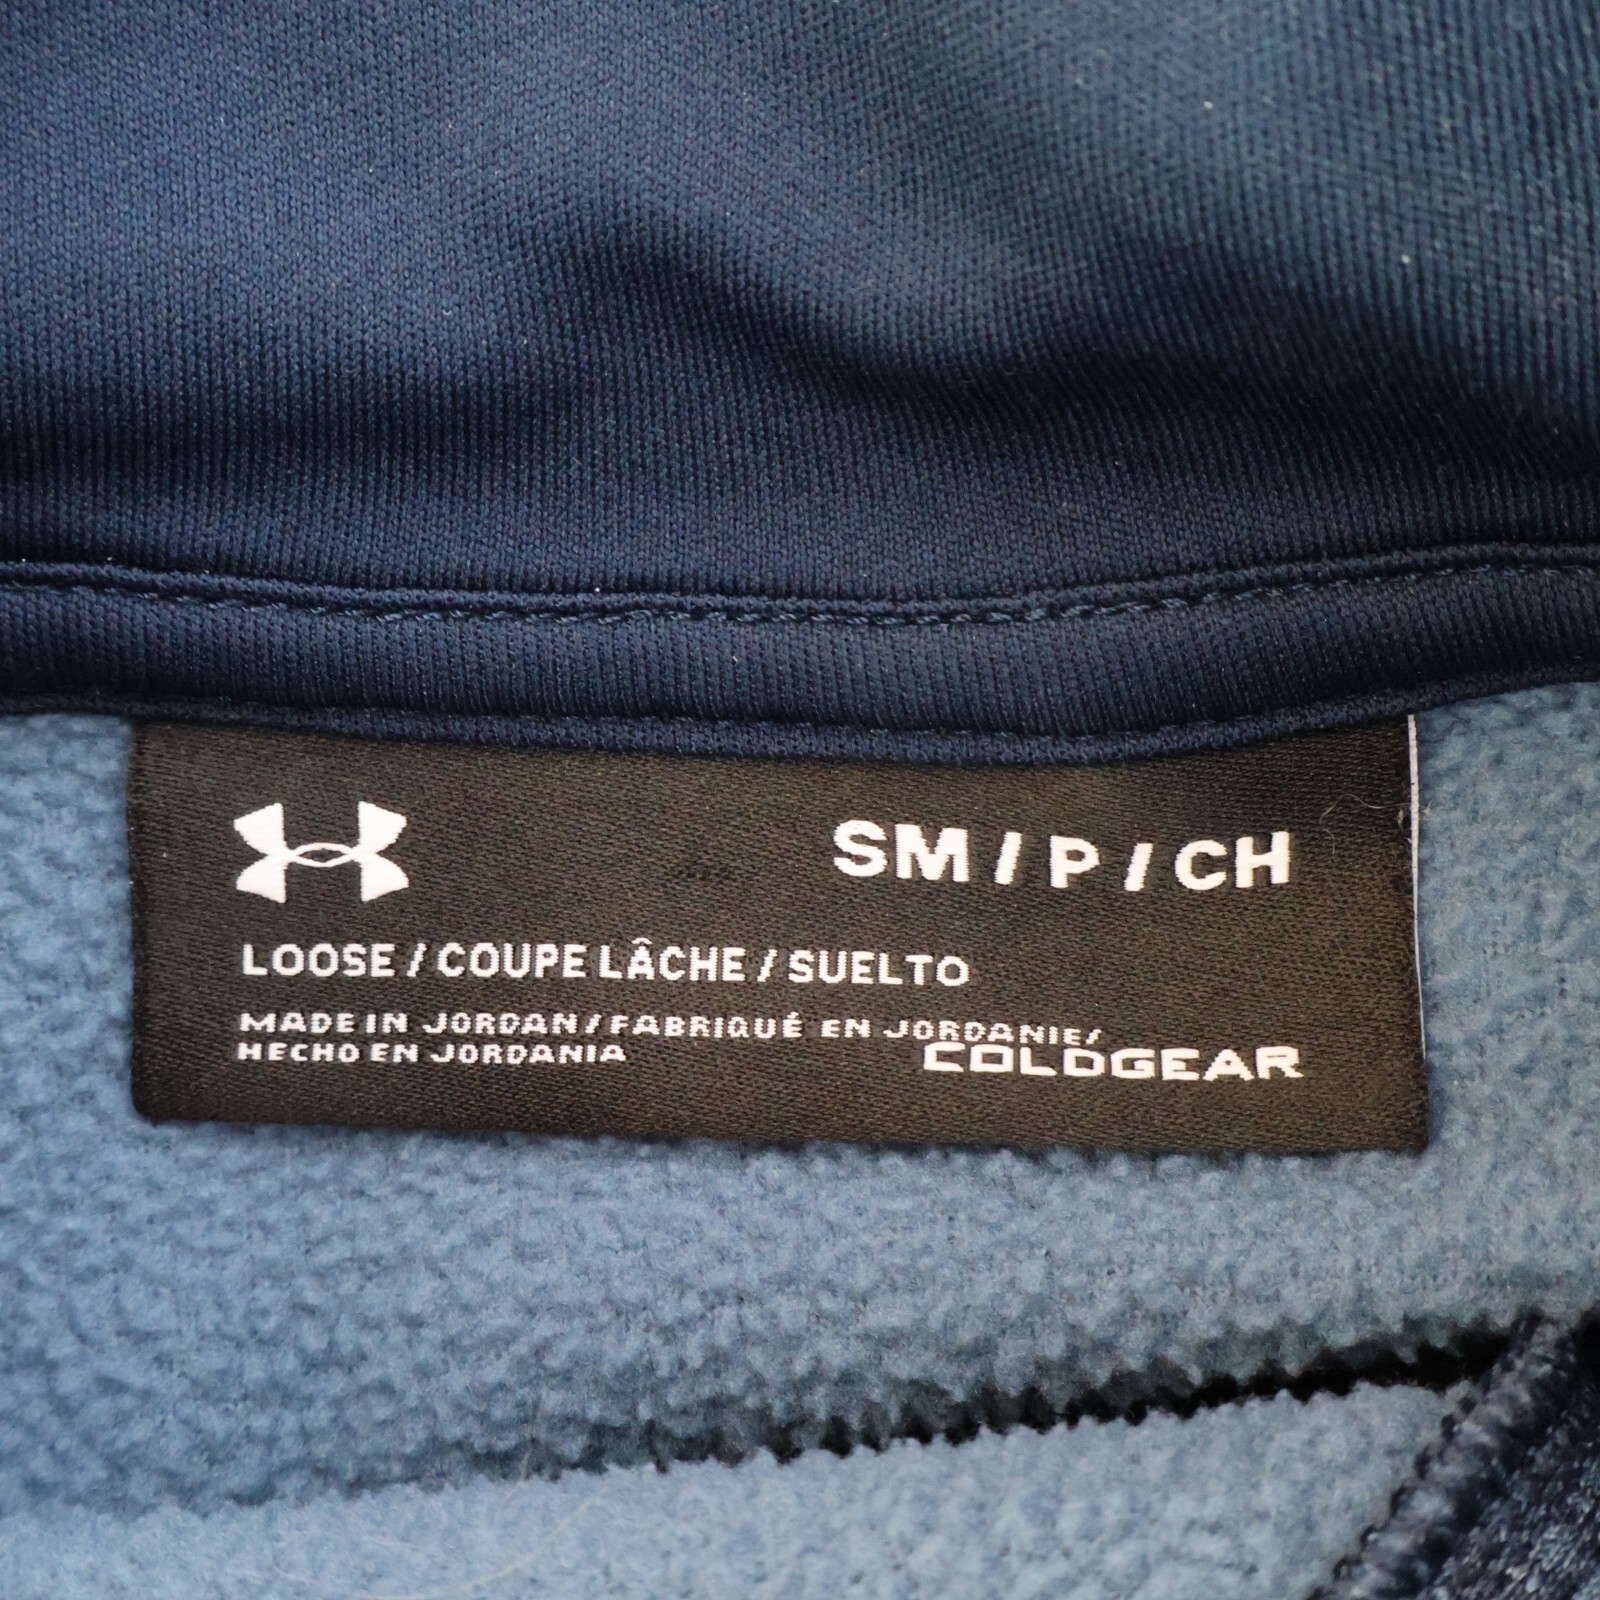 SM / P / CH
LOOSE / COUPE LÂCHE / SUELTO
MADE IN JORDAN / FABRIQUÉ EN JORDANIE /
HECHO EN JORDANIA
COLDGEAR